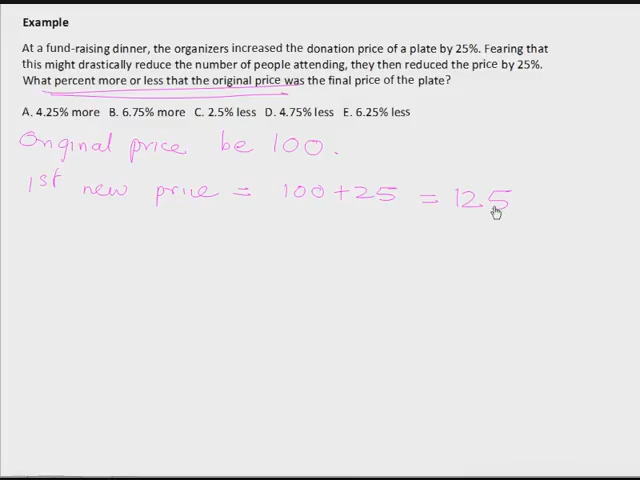 Example
At a fund-raising dinner, the organizers increased the donation price of a plate by 25%. Fearing that
this might drastically reduce the number of people attending, they then reduced the price by 25%.
What percent more or less that the original price was the final price of the plate?
A. 4.25% more B. 6.75% more C. 2.5% less D. 4.75% less E. 6.25% less
Original price be 100.
1st new price = 100 + 25 = 125